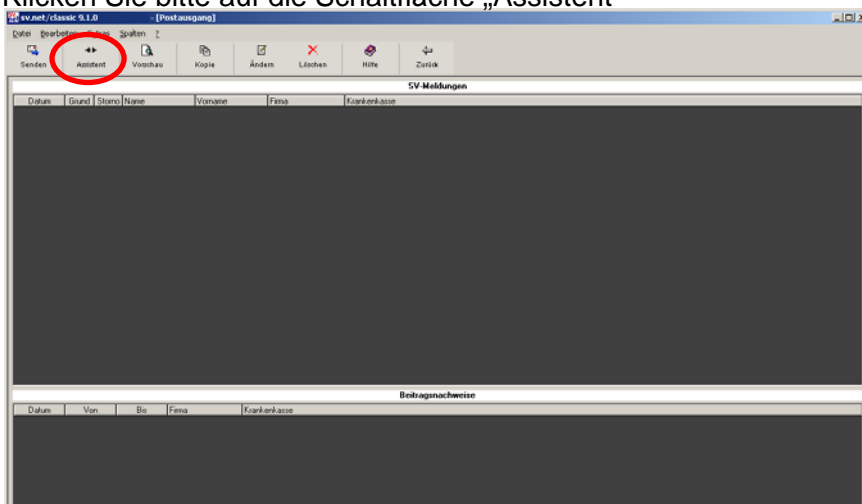 Klicken Sie bitte auf die Schaltfläche „Assistent“
sv.net/classic 9.1.0 - [Postausgang]
Datei Bearbeiten Extras Spalten ?
Senden Assistent Vorschau Kopie Ändern Löschen Hilfe Zurück
SV-Meldungen
Datum Grund Storno Name Vorname Firma Krankenkasse
Beitragsnachweise
Datum Von Bis Firma Krankenkasse